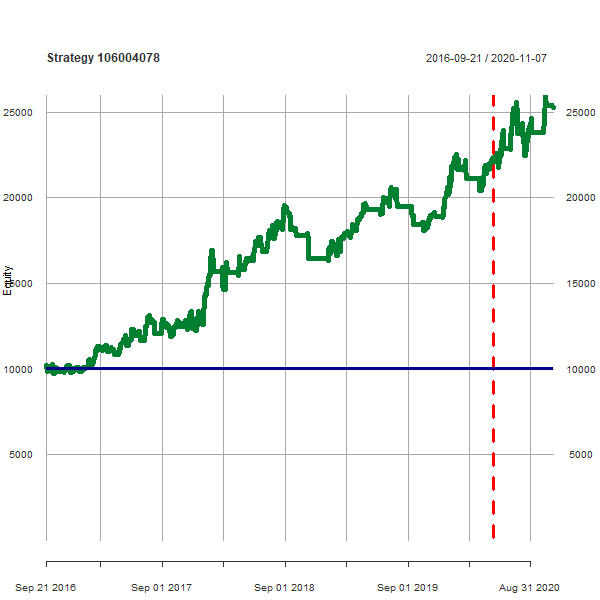 Strategy 106004078
2016-09-21 / 2020-11-07
25000 25000
20000 20000
Equity
15000 15000
10000 10000
5000 5000
Sep 21 2016 Sep 01 2017 Sep 01 2018 Sep 01 2019 Aug 31 2020